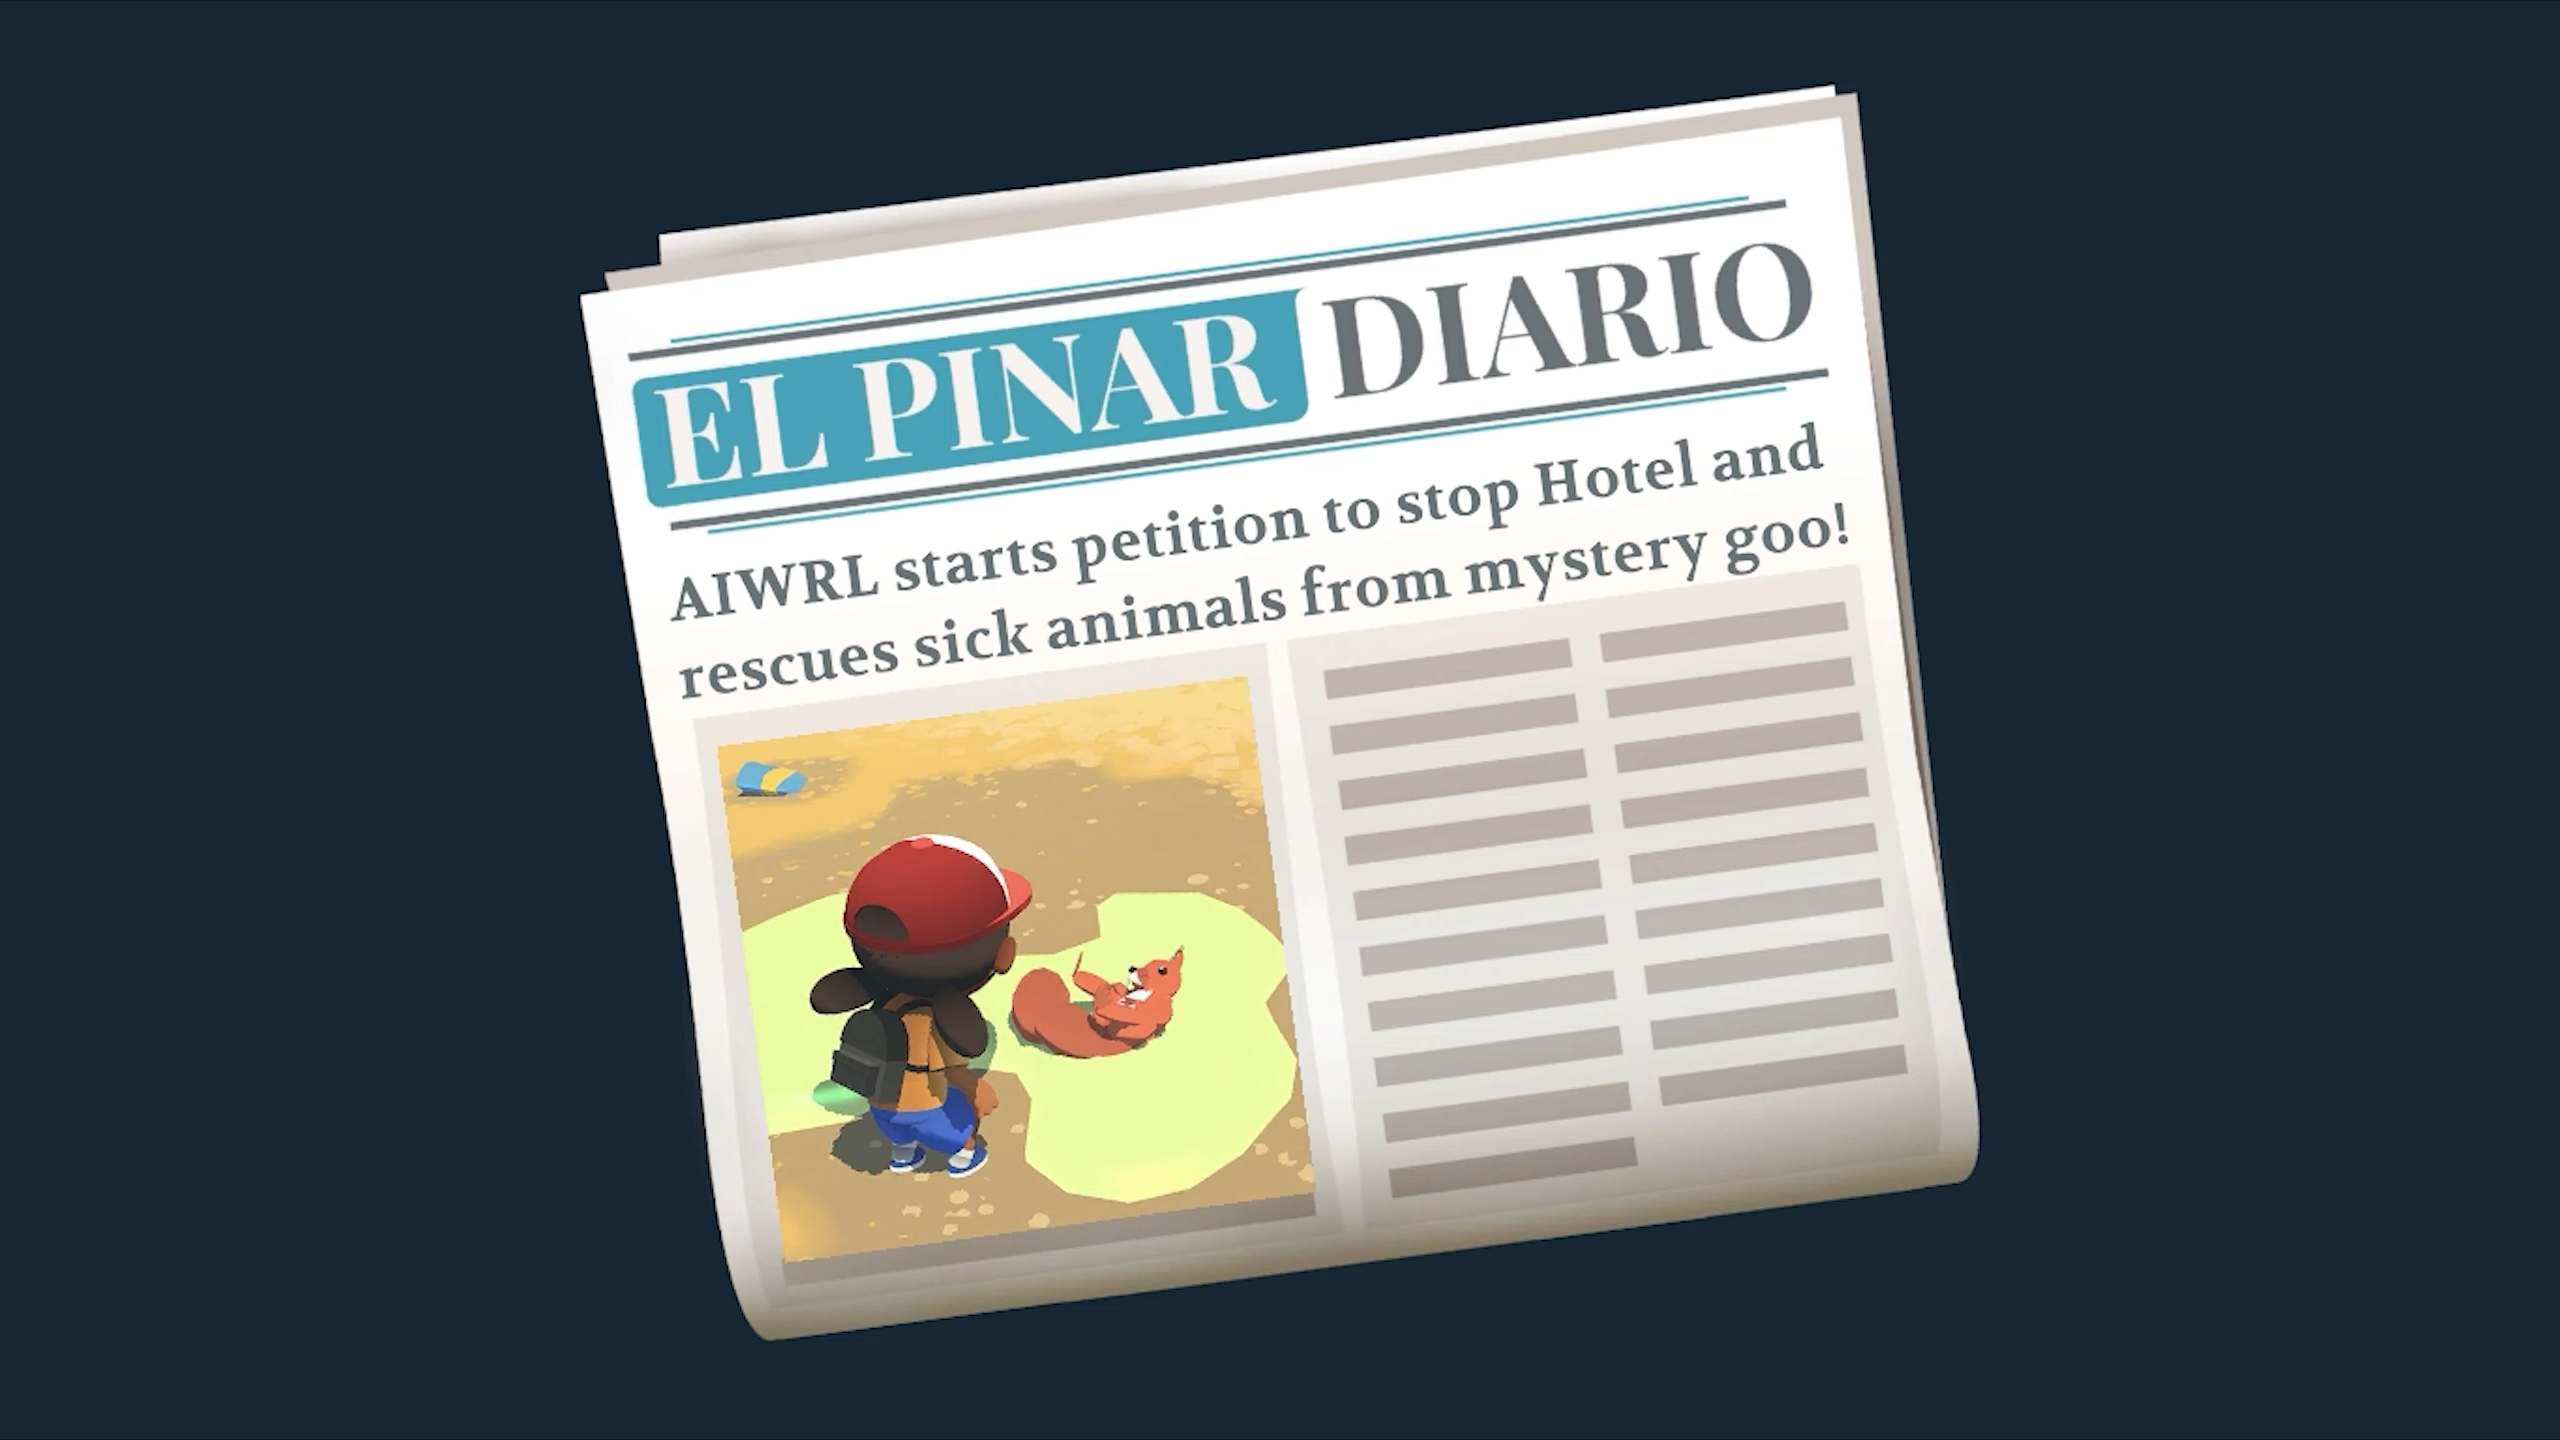 EL PINAR DIARIO
AIWRL starts petition to stop Hotel and
rescues sick animals from mystery goo!